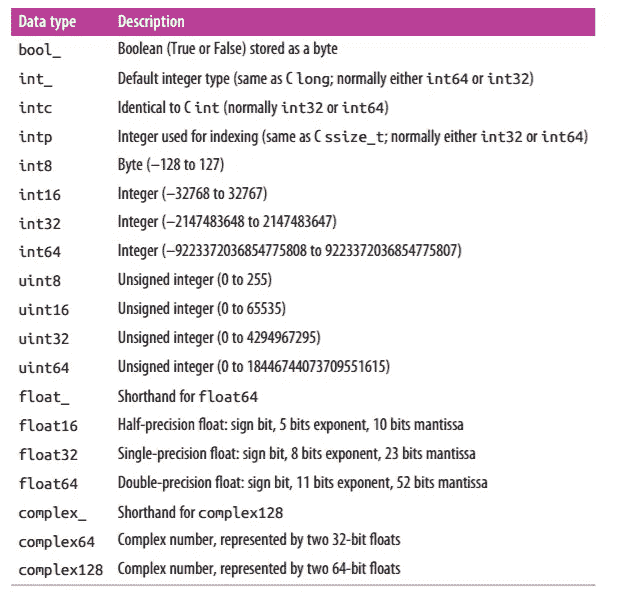 Data type Description
bool_ Boolean (True or False) stored as a byte
int_ Default integer type (same as C long; normally either int64 or int32)
intc Identical to C int (normally int32 or int64)
intp Integer used for indexing (same as C ssize_t; normally either int32 or int64)
int8 Byte (–128 to 127)
int16 Integer (–32768 to 32767)
int32 Integer (–2147483648 to 2147483647)
int64 Integer (–9223372036854775808 to 9223372036854775807)
uint8 Unsigned integer (0 to 255)
uint16 Unsigned integer (0 to 65535)
uint32 Unsigned integer (0 to 4294967295)
uint64 Unsigned integer (0 to 18446744073709551615)
float_ Shorthand for float64
float16 Half-precision float: sign bit, 5 bits exponent, 10 bits mantissa
float32 Single-precision float: sign bit, 8 bits exponent, 23 bits mantissa
float64 Double-precision float: sign bit, 11 bits exponent, 52 bits mantissa
complex_ Shorthand for complex128
complex64 Complex number, represented by two 32-bit floats
complex128 Complex number, represented by two 64-bit floats